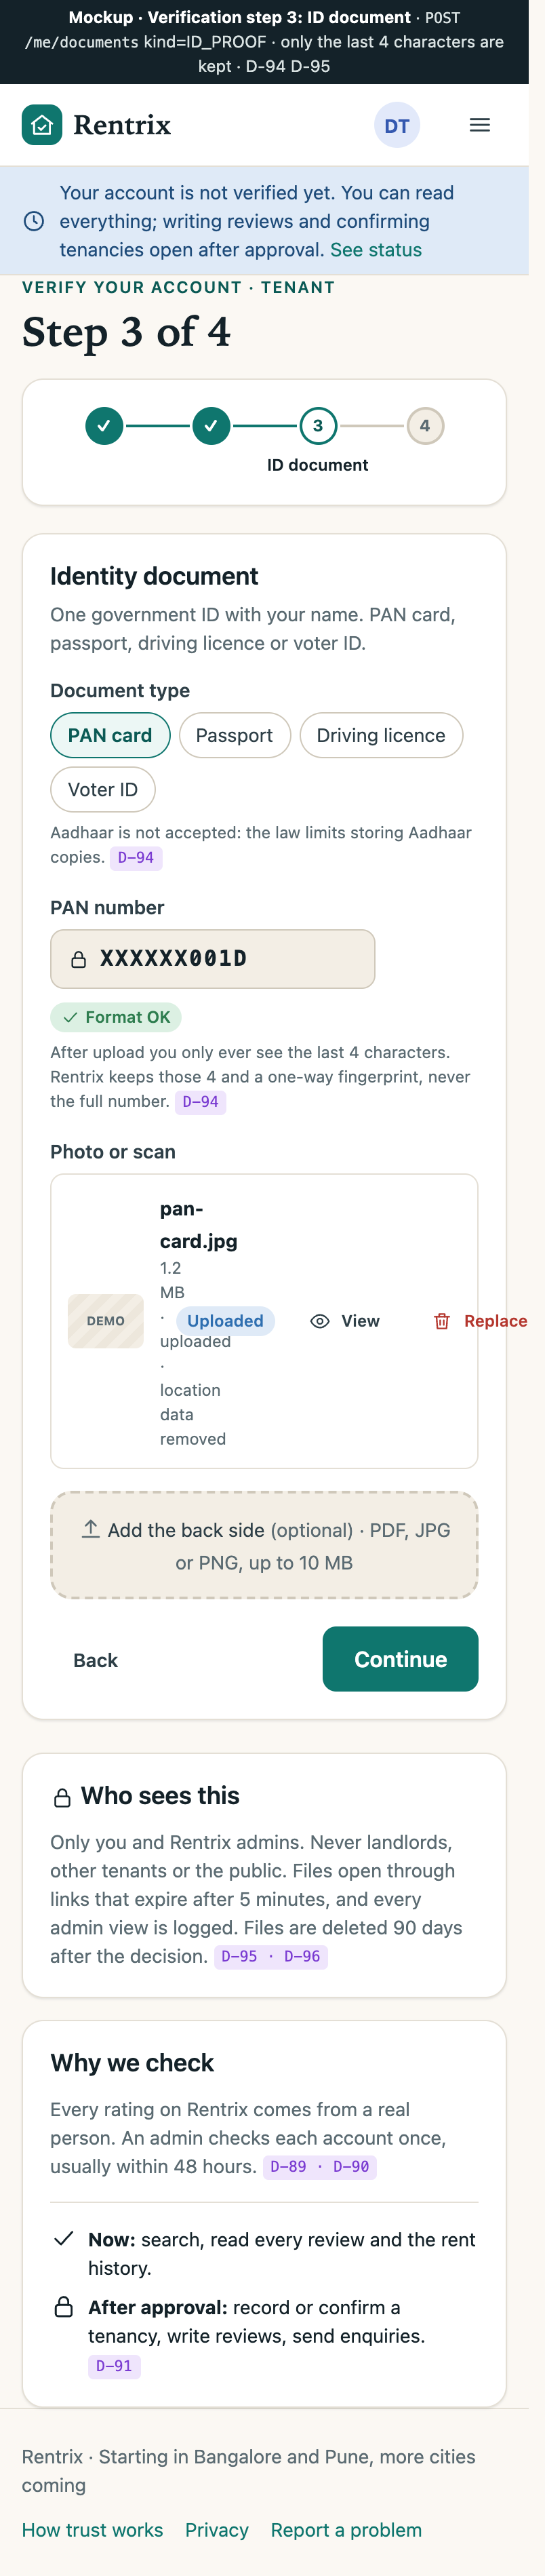 Mockup · Verification step 3: ID document · POST
/me/documents kind=ID_PROOF · only the last 4 characters are
kept · D-94 D-95
Rentrix
DT
Your account is not verified yet. You can read
everything; writing reviews and confirming
tenancies open after approval. See status
VERIFY YOUR ACCOUNT · TENANT
Step 3 of 4
3
4
ID document
Identity document
One government ID with your name. PAN card,
passport, driving licence or voter ID.
Document type
PAN card
Passport
Driving licence
Voter ID
Aadhaar is not accepted: the law limits storing Aadhaar
copies. D-94
PAN number
XXXXXX001D
Format OK
After upload you only ever see the last 4 characters.
Rentrix keeps those 4 and a one-way fingerprint, never
the full number. D-94
Photo or scan
DEMO
pan-
card.jpg
1.2
MB
·
uploaded
·
location
data
removed
Uploaded
View
Replace
Add the back side (optional) · PDF, JPG
or PNG, up to 10 MB
Back
Continue
Who sees this
Only you and Rentrix admins. Never landlords,
other tenants or the public. Files open through
links that expire after 5 minutes, and every
admin view is logged. Files are deleted 90 days
after the decision. D-95 · D-96
Why we check
Every rating on Rentrix comes from a real
person. An admin checks each account once,
usually within 48 hours. D-89 · D-90
Now: search, read every review and the rent
history.
After approval: record or confirm a
tenancy, write reviews, send enquiries.
D-91
Rentrix · Starting in Bangalore and Pune, more cities
coming
How trust works
Privacy
Report a problem